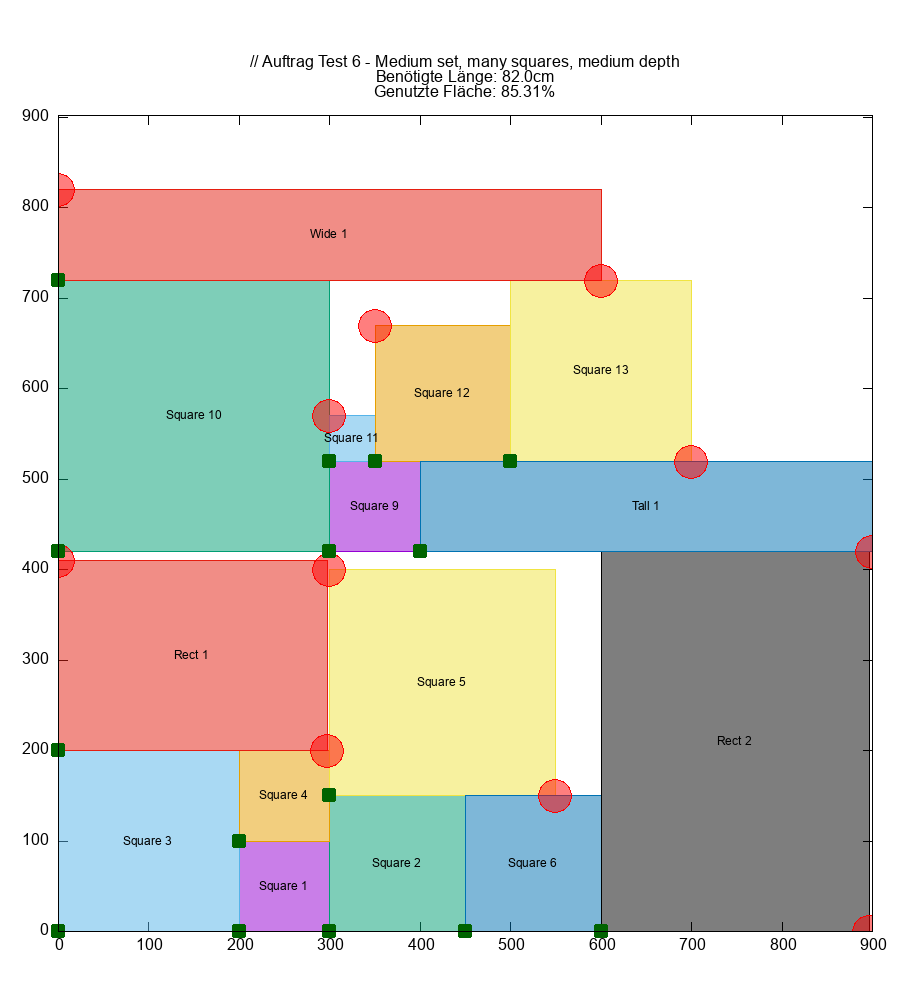 // Auftrag Test 6 - Medium set, many squares, medium depth
Benötigte Länge: 82.0cm
Genutzte Fläche: 85.31%
900
800
Wide 1
700
Square 13
600
Square 12
Square 10
Square 11
500
Square 9
Tall 1
400
300
Rect 1
Square 5
200
Rect 2
Square 4
100
Square 3
Square 2
Square 6
Square 1
0
0 100 200 300 400 500 600 700 800 900